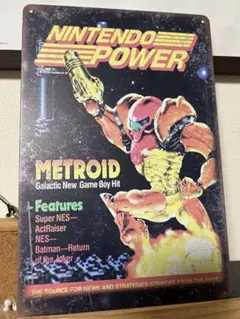 NINTENDO
POWER
METROID
Galactic New Game Boy Hit
Features
Super NES—
ActRaiser
NES—
Batman—Return
of the Joker
THE SOURCE FOR NEWS AND STRATEGIES STRAIGHT FROM THE PROS